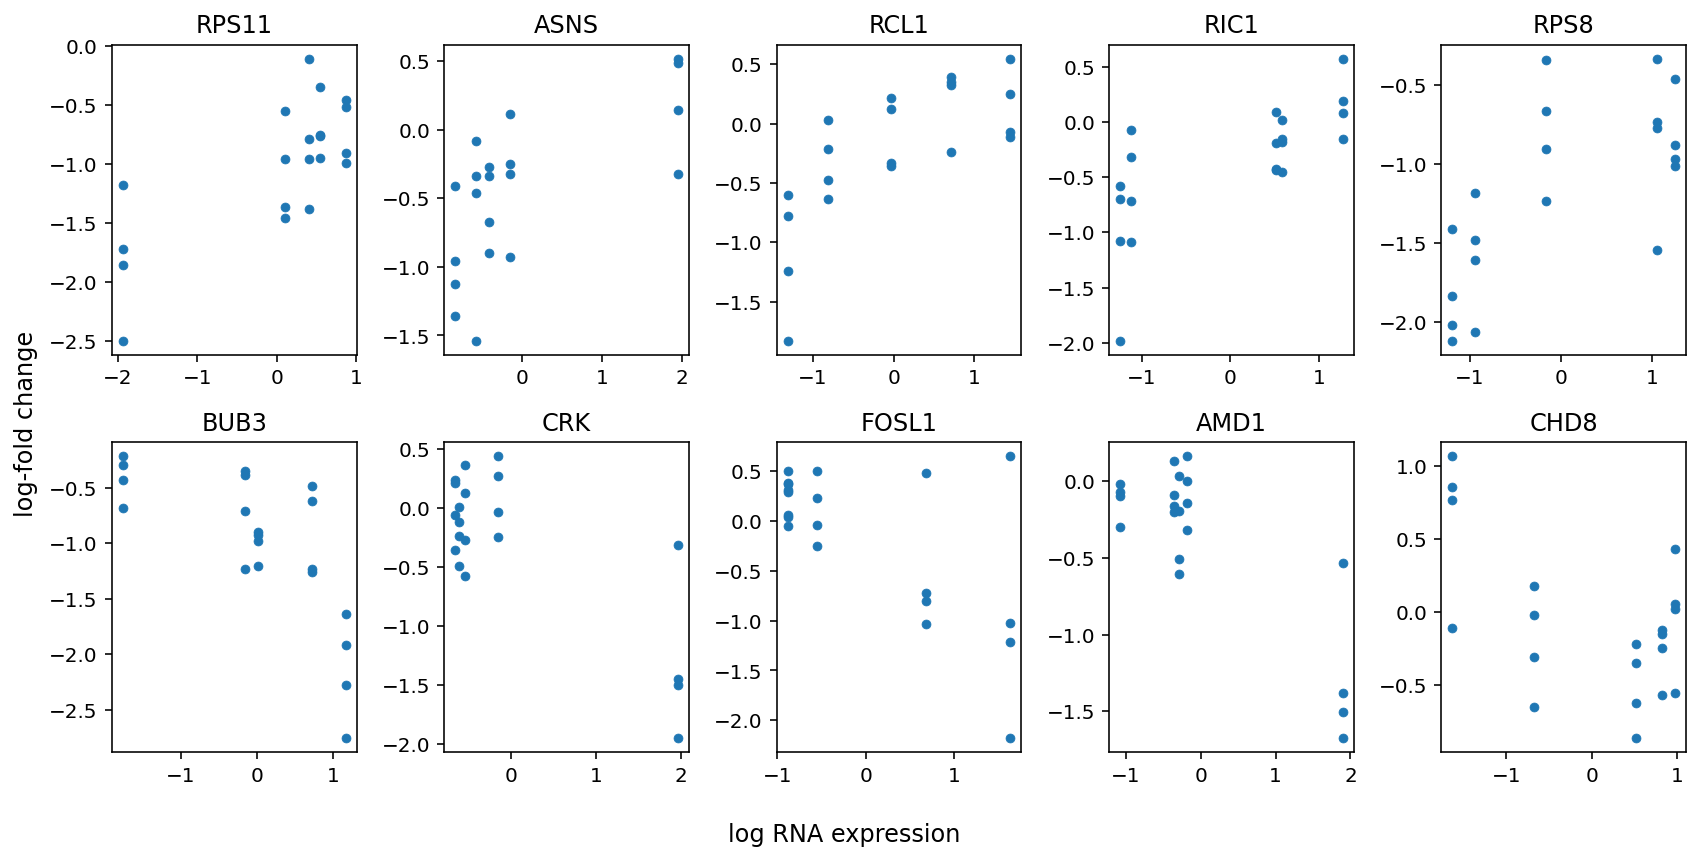 RPS11 ASNS RCL1 RIC1 RPS8
0.0 −0.5 −1.0 −1.5 −2.0 −2.5
−2 −1 0 1
0.5 0.0 −0.5 −1.0 −1.5
0 1 2
0.5 0.0 −0.5 −1.0 −1.5
−1 0 1
0.5 0.0 −0.5 −1.0 −1.5 −2.0
−1 0 1
−0.5 −1.0 −1.5 −2.0
−1 0 1
log-fold change
BUB3 CRK FOSL1 AMD1 CHD8
−0.5 −1.0 −1.5 −2.0 −2.5
−1 0 1
0.5 0.0 −0.5 −1.0 −1.5 −2.0
0 1 2
0.5 0.0 −0.5 −1.0 −1.5 −2.0
−1 0 1
0.0 −0.5 −1.0 −1.5
−1 0 1 2
1.0 0.5 0.0 −0.5
−1 0 1
log RNA expression